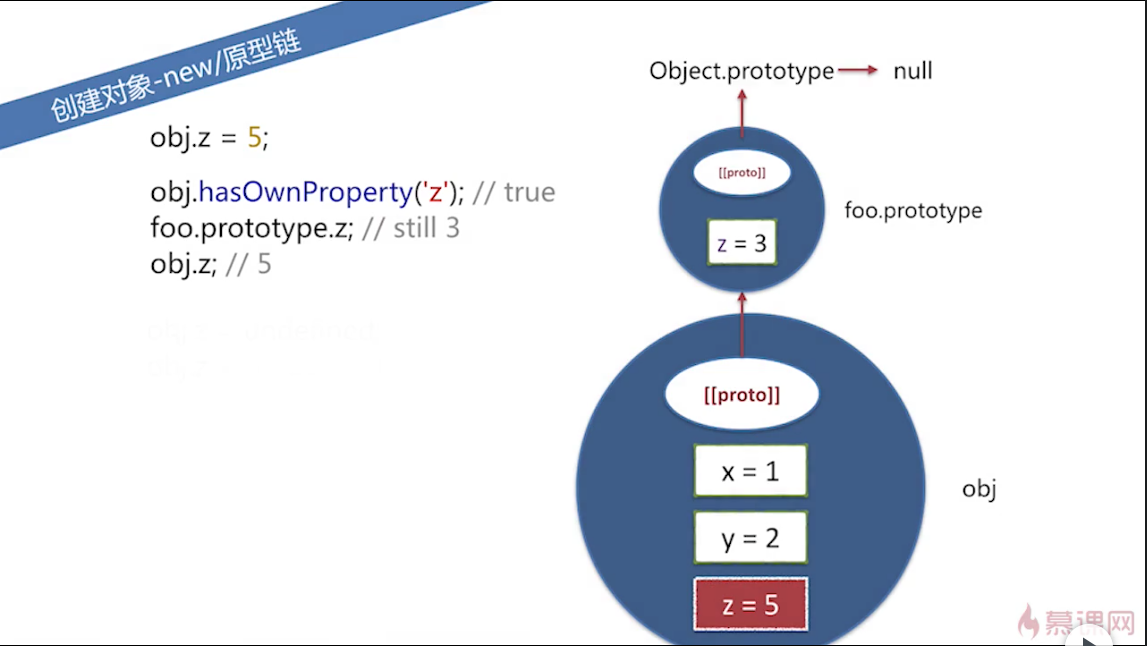 创建对象-new/原型链
obj.z = 5;
obj.hasOwnProperty('z'); // true
foo.prototype.z; // still 3
obj.z; // 5
Object.prototype
null
[[proto]]
z = 3
foo.prototype
[[proto]]
x = 1
y = 2
z = 5
obj
慕课网